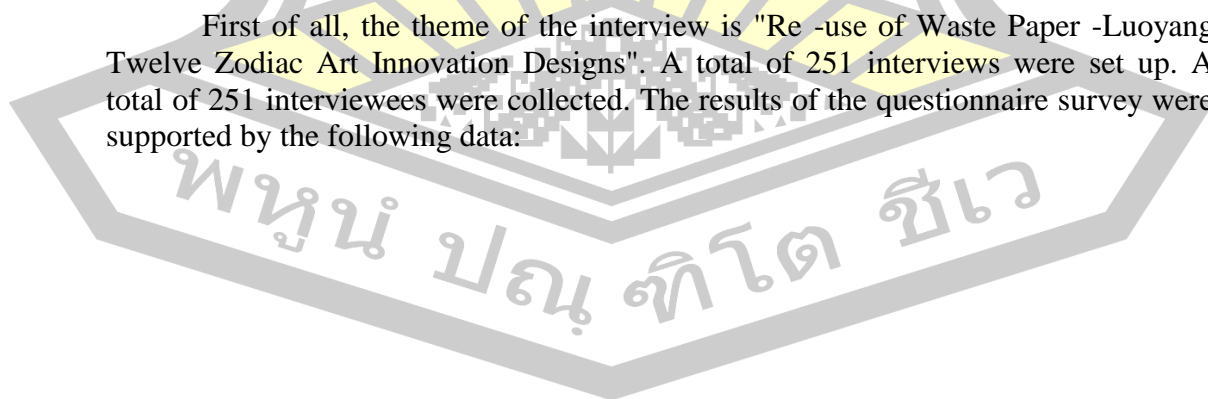 First of all, the theme of the interview is "Re -use of Waste Paper -Luoyang
Twelve Zodiac Art Innovation Designs". A total of 251 interviews were set up. A
total of 251 interviewees were collected. The results of the questionnaire survey were
supported by the following data:
พหูนํ ปณฺฑิโต ชีเว